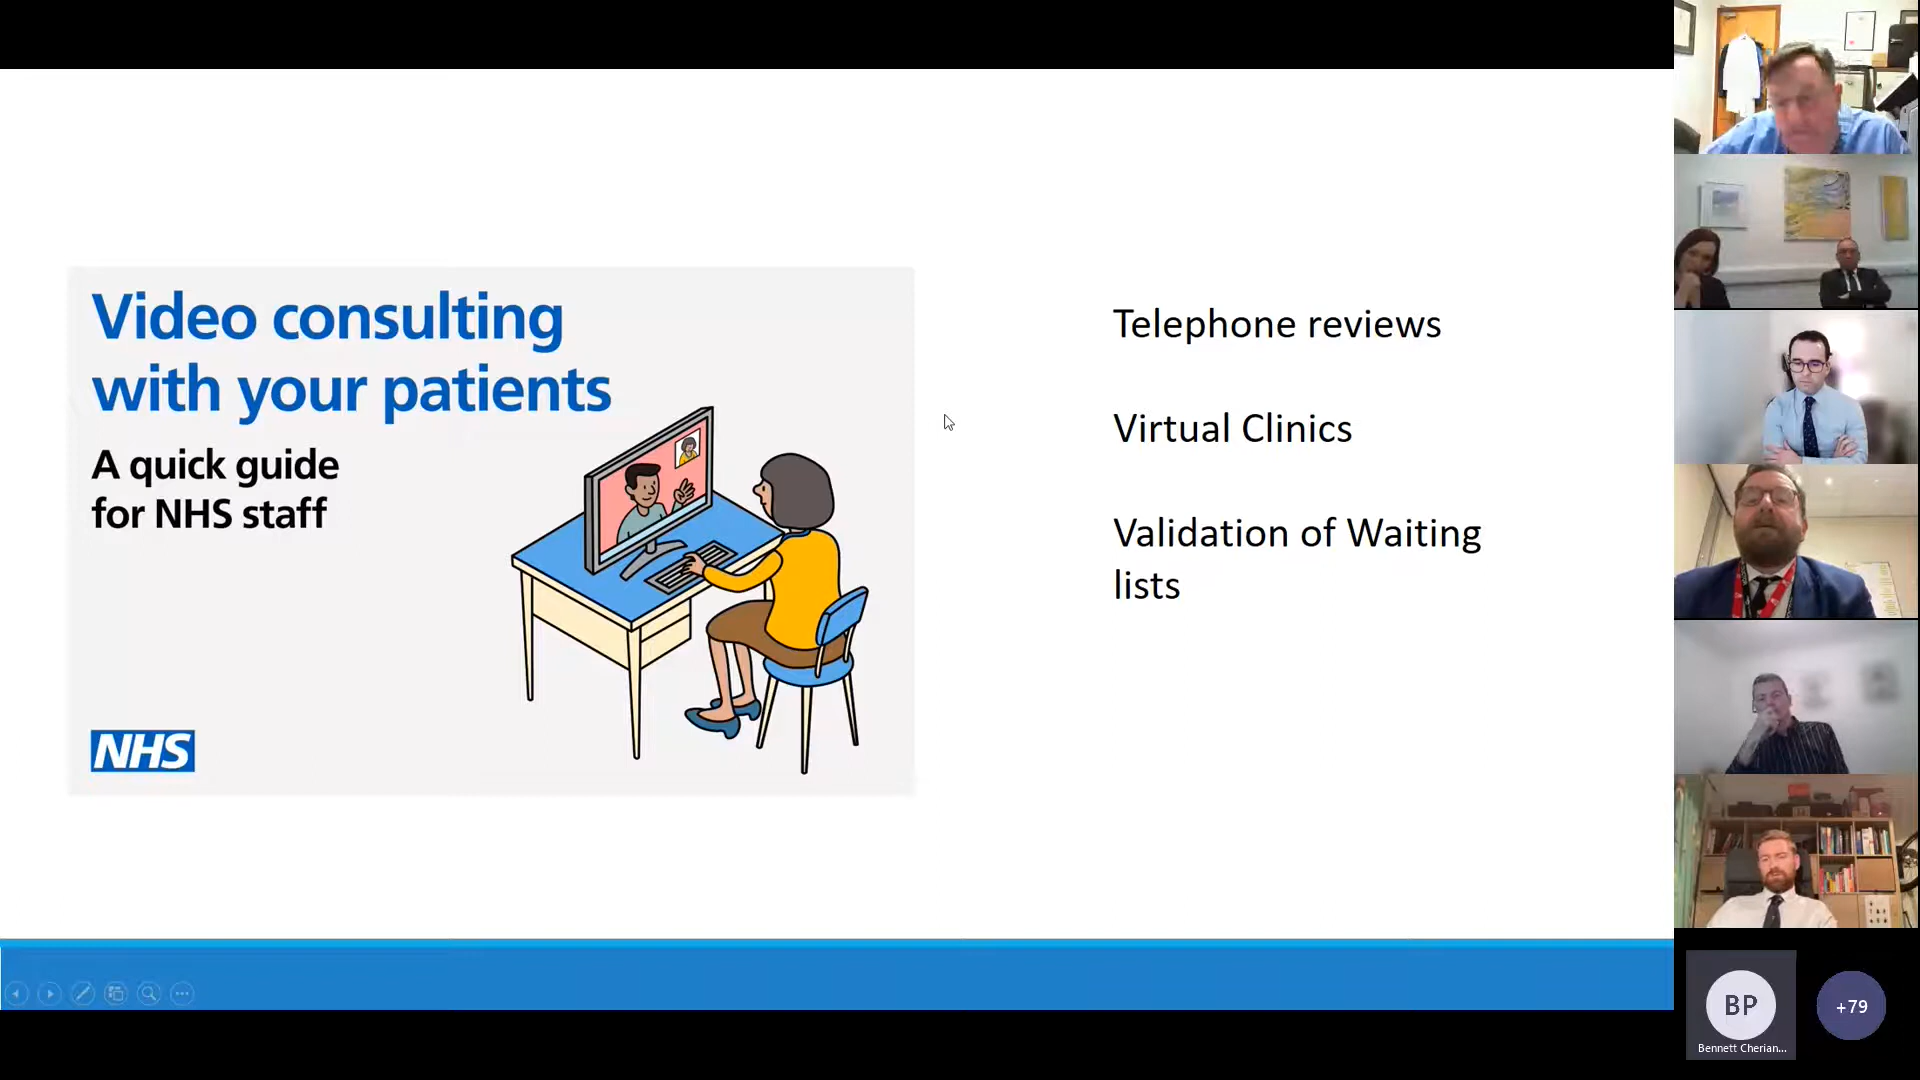 Video consulting
with your patients
A quick guide
for NHS staff
NHS
Telephone reviews
Virtual Clinics
Validation of Waiting
lists
BP
Bennett Cherian...
+79